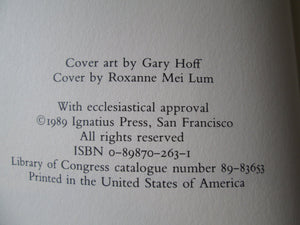 Cover art by Gary Hoff
Cover by Roxanne Mei Lum
With ecclesiastical approval
©1989 Ignatius Press, San Francisco
All rights reserved
ISBN 0–89870–263–1
Library of Congress catalogue number 89–83653
Printed in the United States of America